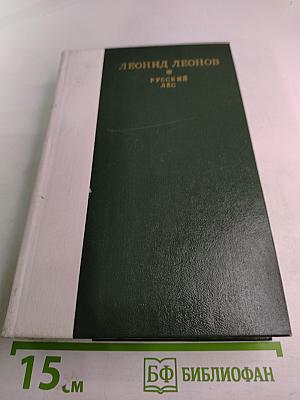 ЛЕОНИД ЛЕОНОВ
РУССКИЙ
ЛЕС
15 см
БФ БИБЛИОФАН